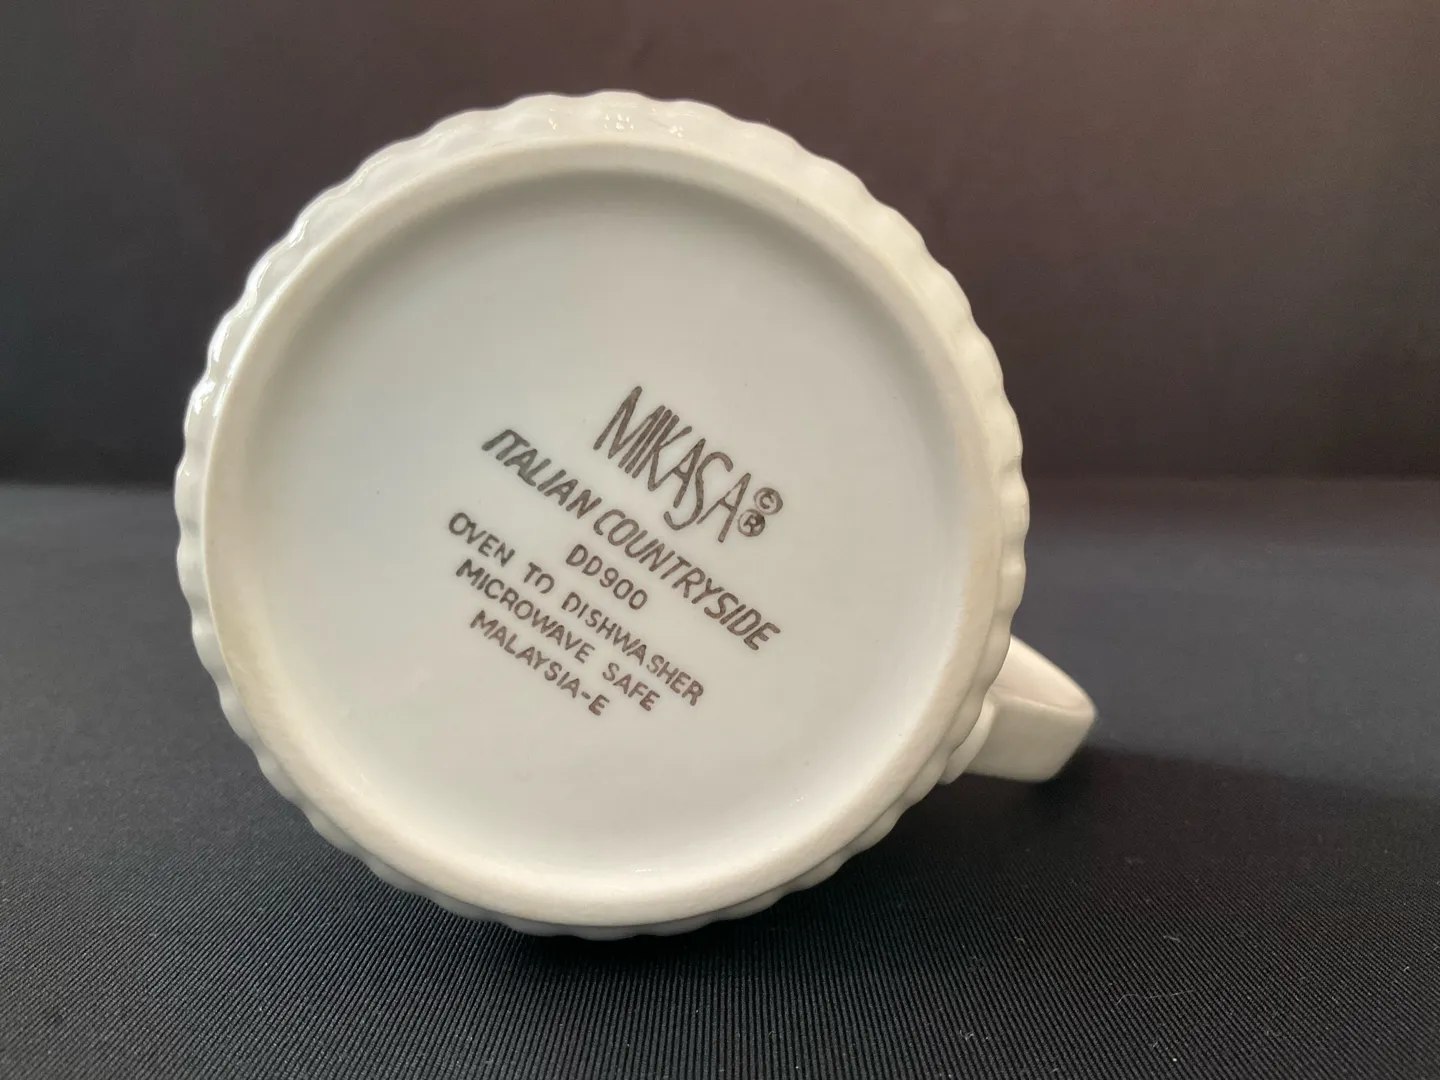 MIKASA©®
ITALIAN COUNTRYSIDE
DD900
OVEN TO DISHWASHER
MICROWAVE SAFE
MALAYSIA-E